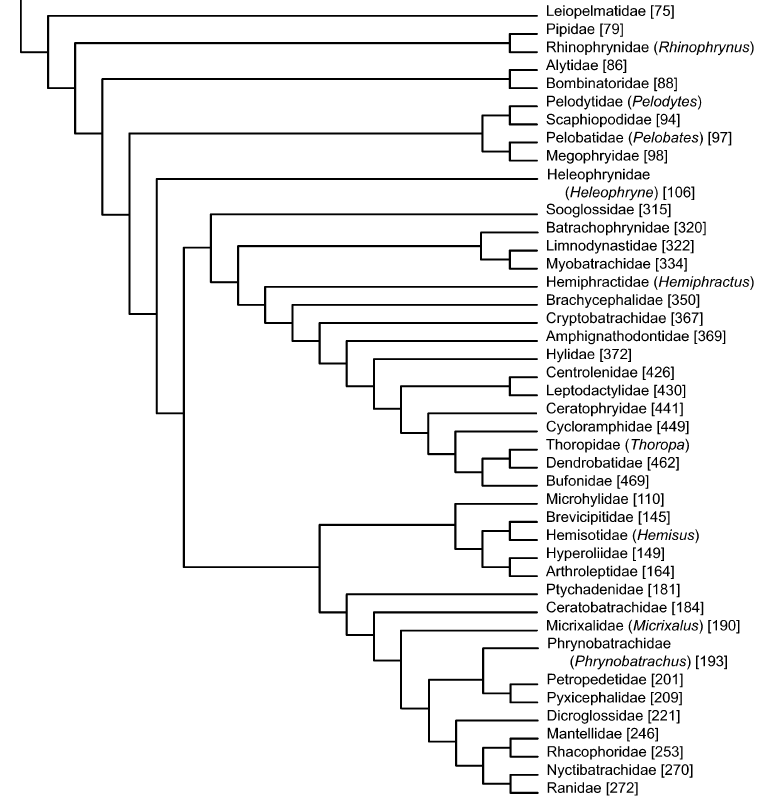 Leiopelmatidae [75]
Pipidae [79]
Rhinophrynidae (Rhinophrynus)
Alytidae [86]
Bombinatoridae [88]
Pelodytidae (Pelodytes)
Scaphiopodidae [94]
Pelobatidae (Pelobates) [97]
Megophryidae [98]
Heleophrynidae
(Heleophryne) [106]
Sooglossidae [315]
Batrachophrynidae [320]
Limnodynastidae [322]
Myobatrachidae [334]
Hemiphractidae (Hemiphractus)
Brachycephalidae [350]
Cryptobatrachidae [367]
Amphignathodontidae [369]
Hylidae [372]
Centrolenidae [426]
Leptodactylidae [430]
Ceratophryidae [441]
Cycloramphidae [449]
Thoropidae (Thoropa)
Dendrobatidae [462]
Bufonidae [469]
Microhylidae [110]
Brevicipitidae [145]
Hemisotidae (Hemisus)
Hyperoliidae [149]
Arthroleptidae [164]
Ptychadenidae [181]
Ceratobatrachidae [184]
Micrixalidae (Micrixalus) [190]
Phrynobatrachidae
(Phrynobatrachus) [193]
Petropedetidae [201]
Pyxicephalidae [209]
Dicroglossidae [221]
Mantellidae [246]
Rhacophoridae [253]
Nyctibatrachidae [270]
Ranidae [272]